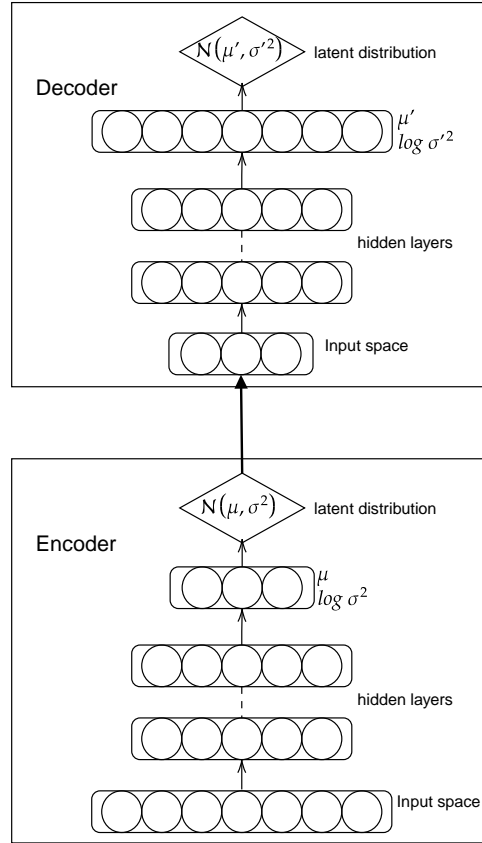 N(μ′, σ′²)
latent distribution
Decoder
μ′
log σ′²
hidden layers
Input space
N(μ, σ²)
latent distribution
Encoder
μ
log σ²
hidden layers
Input space